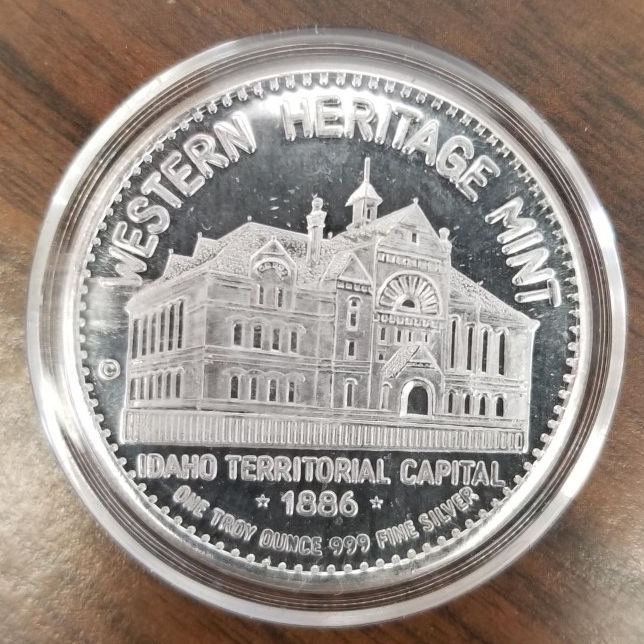 WESTERN HERITAGE MINT
©
IDAHO TERRITORIAL CAPITAL
☆ 1886 ☆
ONE TROY OUNCE 999 FINE SILVER